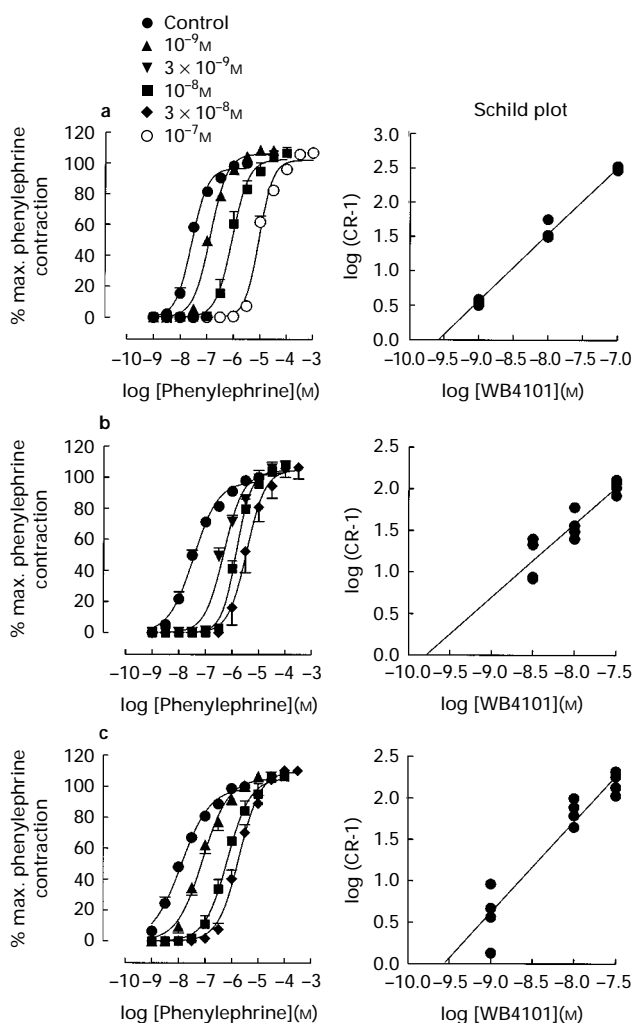 Control
10⁻⁹M
3 × 10⁻⁹M
10⁻⁸M
3 × 10⁻⁸M
10⁻⁷M
a
120
100
80
60
40
20
0
% max. phenylephrine
contraction
−10 −9 −8 −7 −6 −5 −4 −3
log [Phenylephrine](M)
Schild plot
3.0
2.5
2.0
1.5
1.0
0.5
0.0
log (CR-1)
−10.0 −9.5 −9.0 −8.5 −8.0 −7.5 −7.0
log [WB4101](M)
b
120
100
80
60
40
20
0
% max. phenylephrine
contraction
−10 −9 −8 −7 −6 −5 −4 −3
log [Phenylephrine](M)
2.5
2.0
1.5
1.0
0.5
0.0
log (CR-1)
−10.0 −9.5 −9.0 −8.5 −8.0 −7.5
log [WB4101](M)
c
120
100
80
60
40
20
0
% max. phenylephrine
contraction
−10 −9 −8 −7 −6 −5 −4 −3
log [Phenylephrine](M)
2.5
2.0
1.5
1.0
0.5
0.0
log (CR-1)
−10.0 −9.5 −9.0 −8.5 −8.0 −7.5
log [WB4101](M)